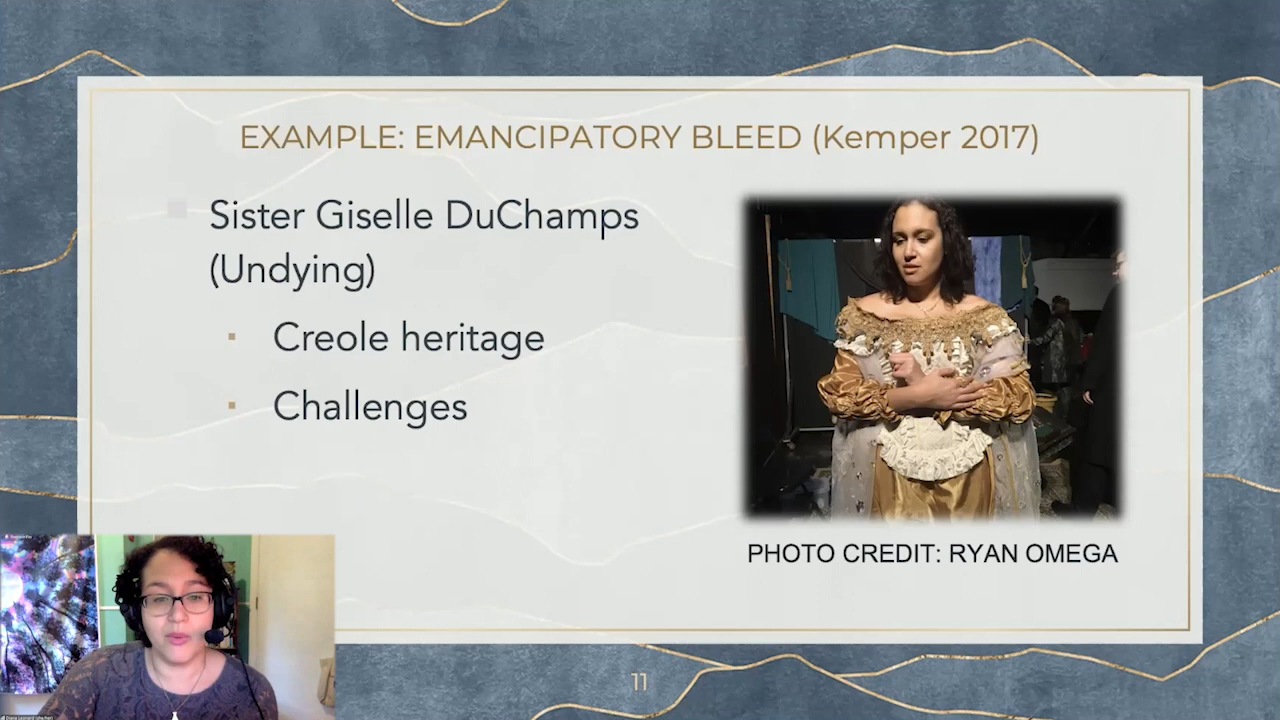 EXAMPLE: EMANCIPATORY BLEED (Kemper 2017)
Sister Giselle DuChamps
(Undying)
Creole heritage
Challenges
PHOTO CREDIT: RYAN OMEGA
11